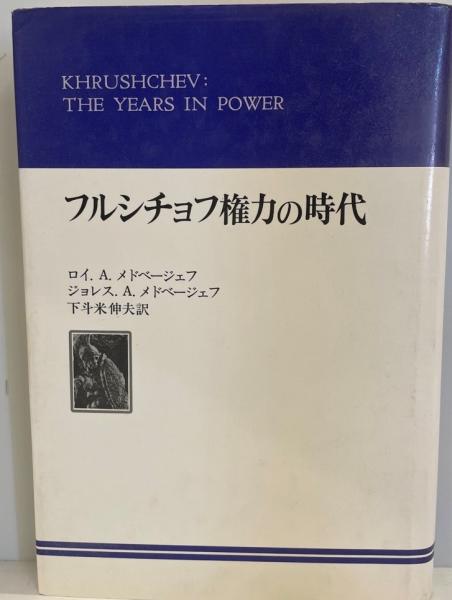 KHRUSHCHEV:
THE YEARS IN POWER
フルシチョフ権力の時代
ロイ. A. メドベージェフ
ジョレス. A. メドベージェフ
下斗米伸夫訳